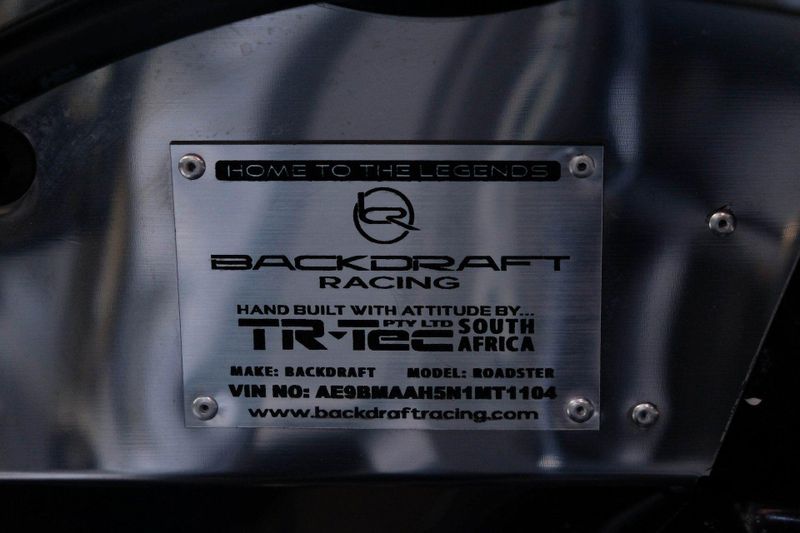 HOME TO THE LEGENDS
BR
BACKDRAFT
RACING
HAND BUILT WITH ATTITUDE BY...
TR-Tec PTY LTD SOUTH AFRICA
MAKE: BACKDRAFT MODEL: ROADSTER
VIN NO: AE9BMAAH5N1MT1104
www.backdraftracing.com